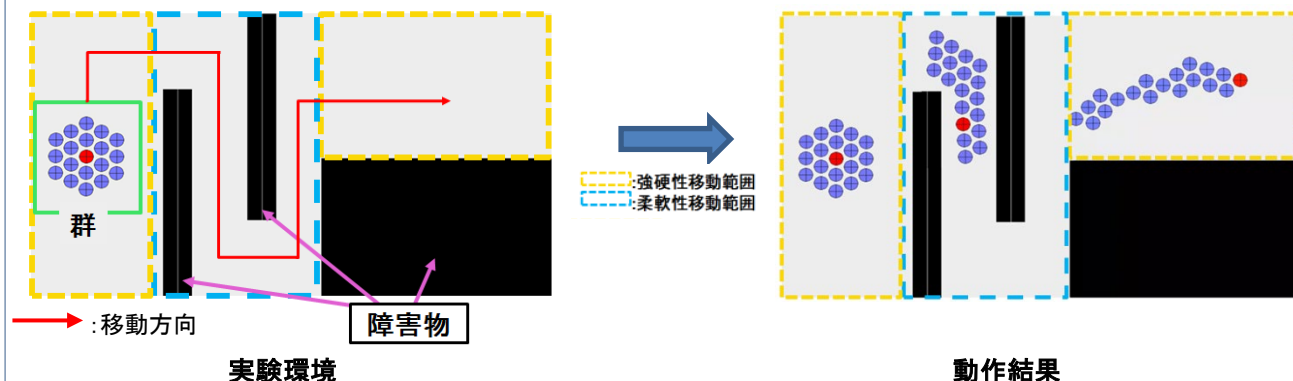 群
:強硬性移動範囲
:柔軟性移動範囲
:移動方向
障害物
実験環境
動作結果